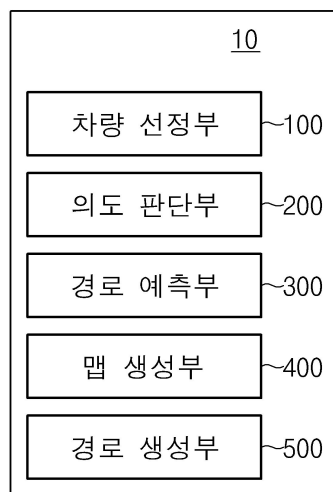 10
차량 선정부 100
의도 판단부 200
경로 예측부 300
맵 생성부 400
경로 생성부 500